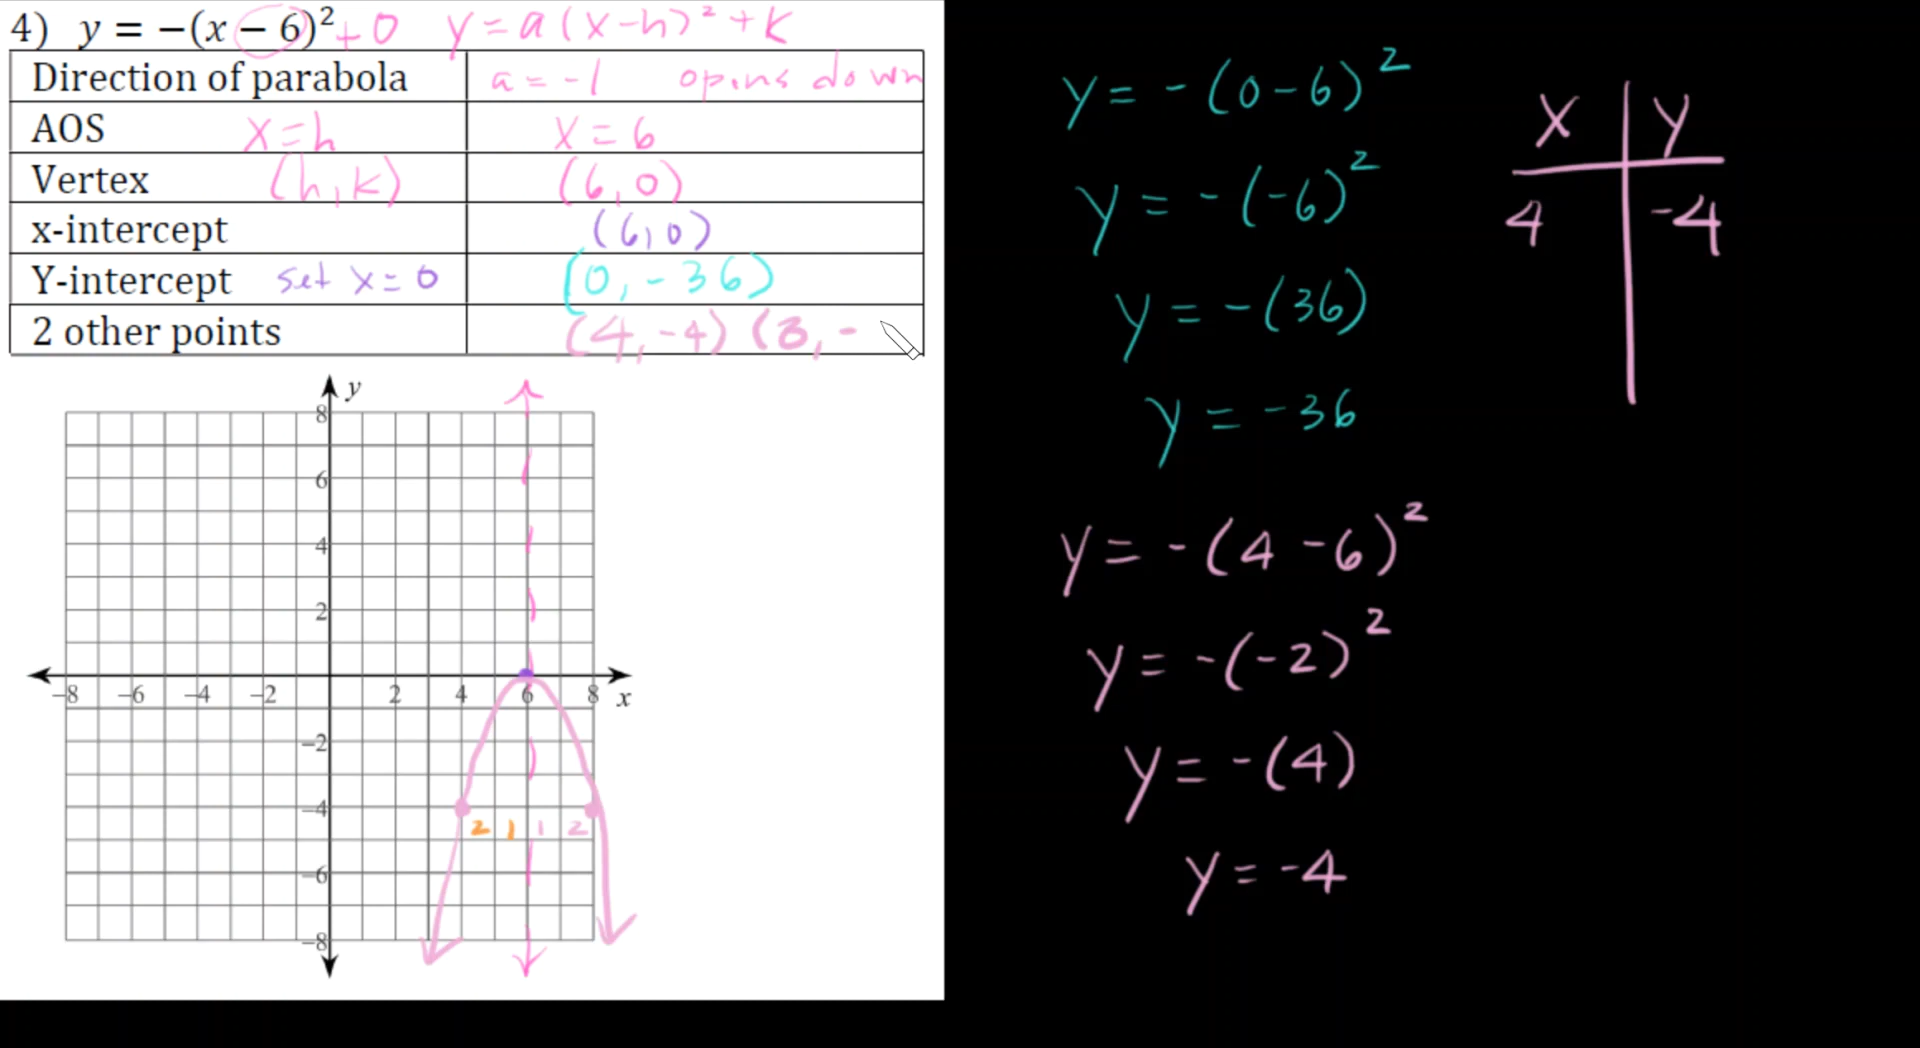 4) y = −(x − 6)² + 0 y = a(x − h)² + k
Direction of parabola a = −1 opins down
AOS x = h x = 6
Vertex (h, k) (6, 0)
x-intercept (6, 0)
Y-intercept set x = 0 (0, −36)
2 other points (4, −4) (8, −
y
8
6
4
2
−8 −6 −4 −2 2 4 6 8 x
−2
−4
2 1 1 2
−6
−8
y = −(0 − 6)²
y = −(−6)²
y = −(36)
y = −36
y = −(4 − 6)²
y = −(−2)²
y = −(4)
y = −4
x y
4 −4